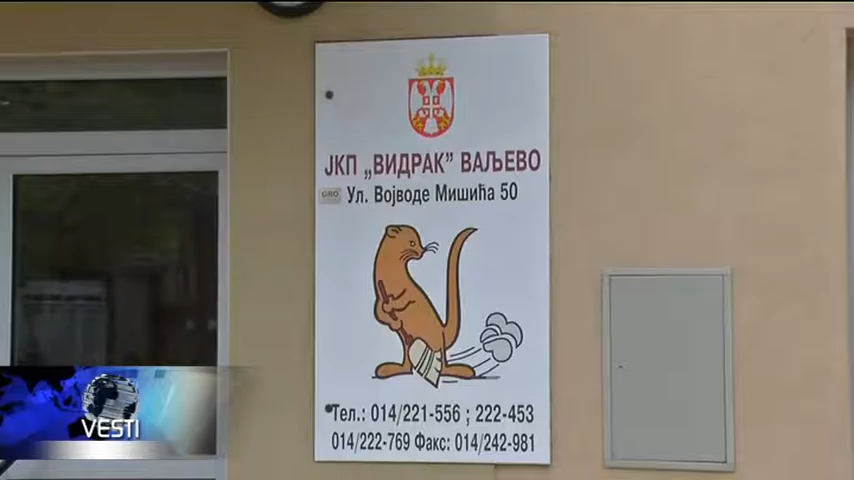 ЈКП „ВИДРАК” ВАЉЕВО
GRO Ул. Војводе Мишића 50
Тел.: 014/221-556 ; 222-453
014/222-769 Факс: 014/242-981
VESTI